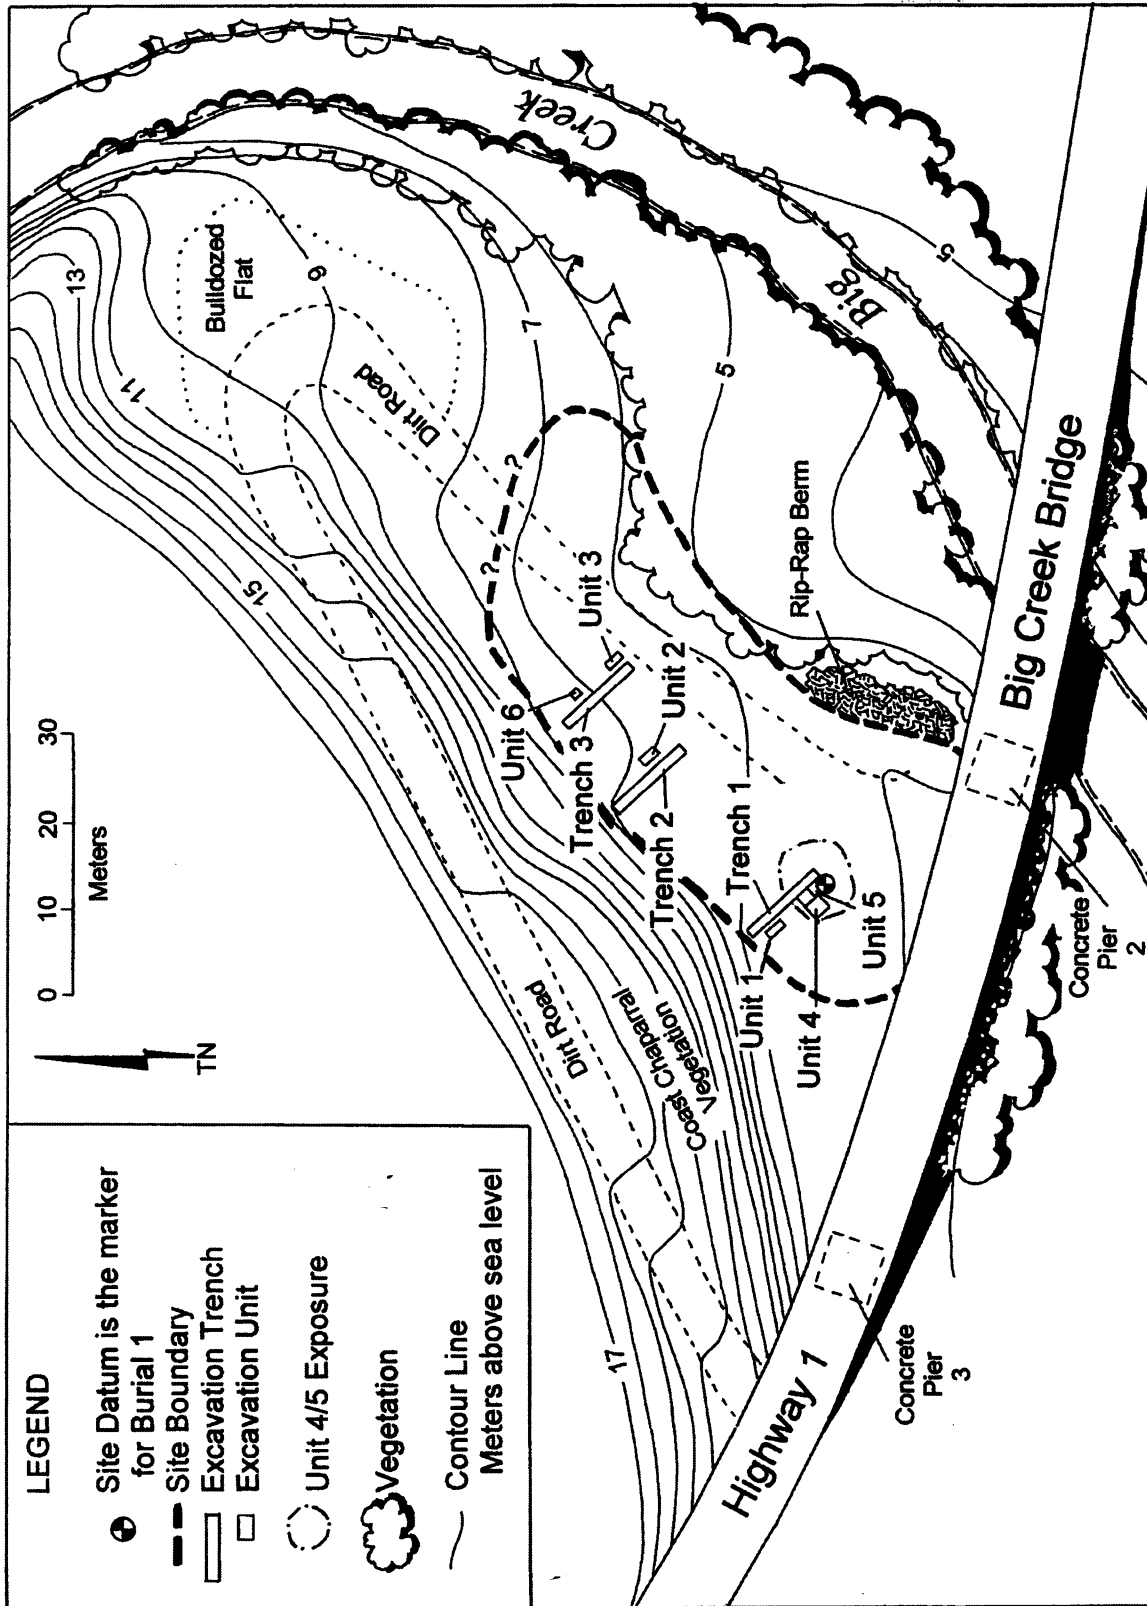 LEGEND
Site Datum is the marker
for Burial 1
Site Boundary
Excavation Trench
Excavation Unit
Unit 4/5 Exposure
Vegetation
Contour Line
Meters above sea level
TN
0 10 20 30
Meters
13
11
15
17
Bulldozed
Flat
9
7
5
5
Dirt Road
Dirt Road
Coast Chaparral
Vegetation
Creek
Big
?
?
Unit 3
Unit 6
Trench 3
Unit 2
Trench 2
Trench 1
Unit 1
Unit 4
Unit 5
Rip-Rap Berm
Highway 1
Big Creek Bridge
Concrete
Pier
3
Concrete
Pier
2